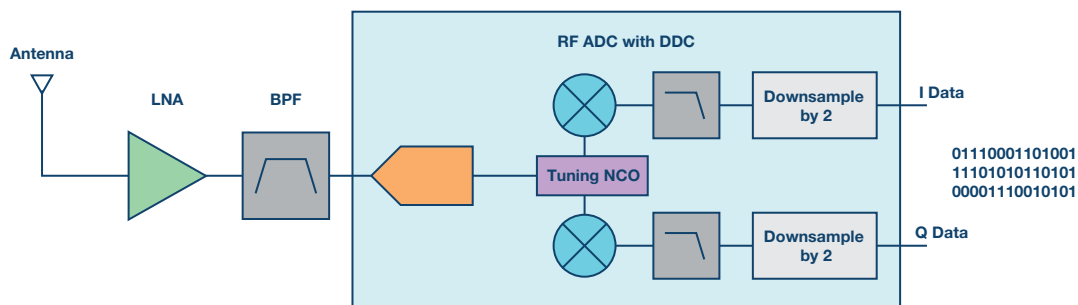 RF ADC with DDC
Antenna
LNA
BPF
Downsample
by 2
I Data
Tuning NCO
01110001101001
11101010110101
00001110010101
Downsample
by 2
Q Data